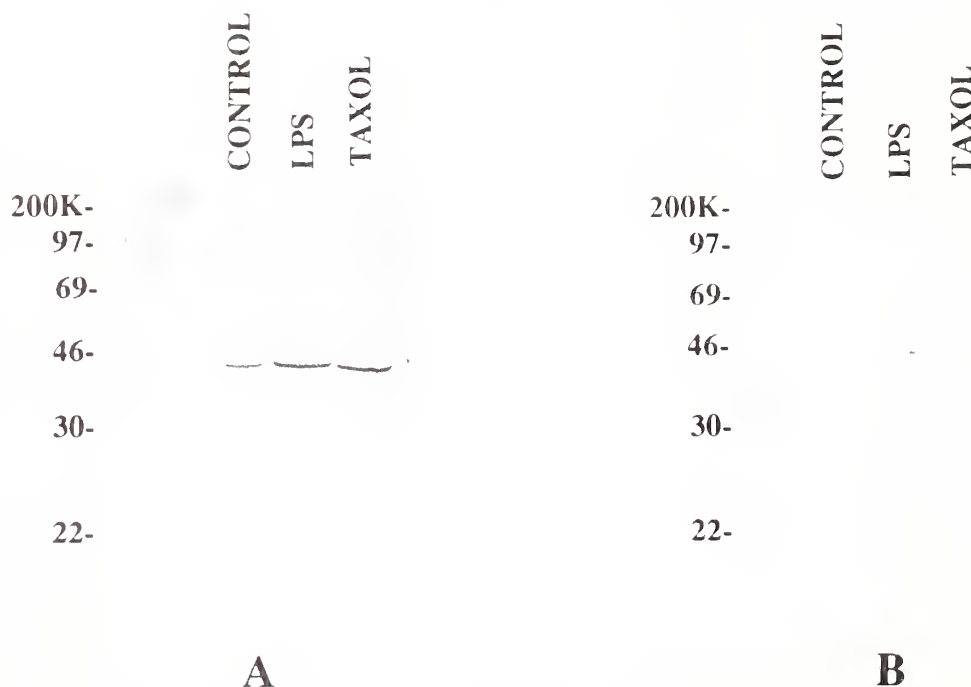 CONTROL
LPS
TAXOL
200K-
97-
69-
46-
30-
22-
A
CONTROL
LPS
TAXOL
200K-
97-
69-
46-
30-
22-
B